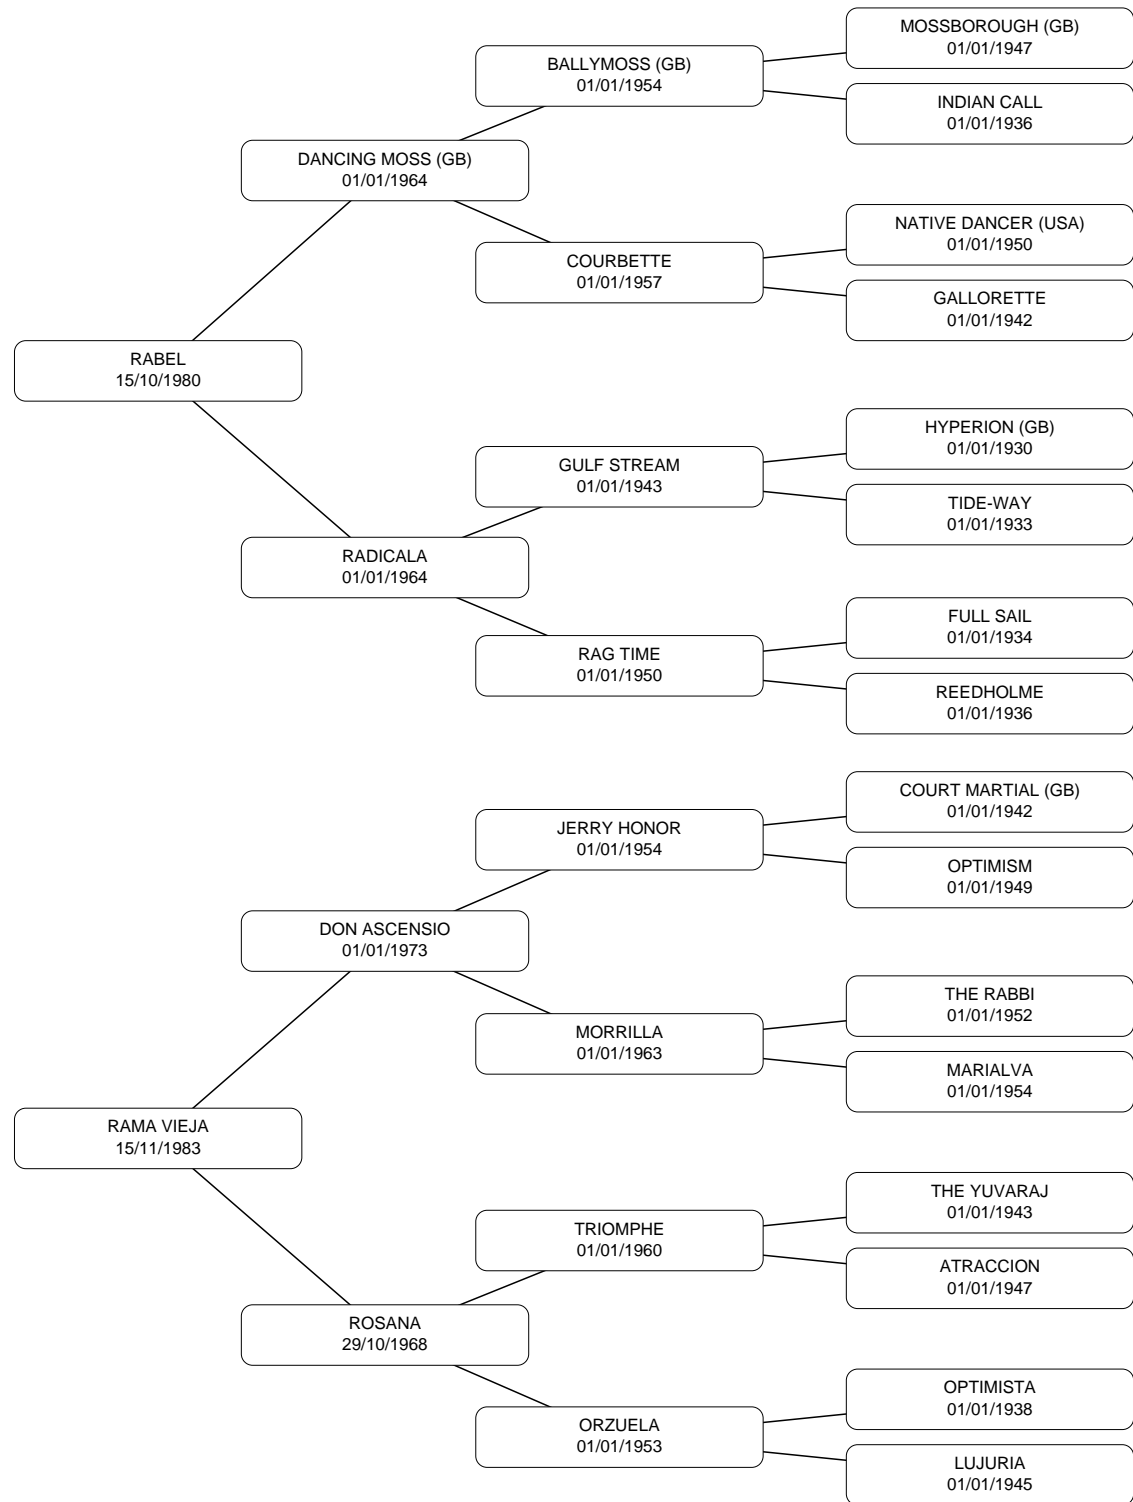 MOSSBOROUGH (GB)
01/01/1947
BALLYMOSS (GB)
01/01/1954
INDIAN CALL
01/01/1936
DANCING MOSS (GB)
01/01/1964
NATIVE DANCER (USA)
01/01/1950
COURBETTE
01/01/1957
GALLORETTE
01/01/1942
RABEL
15/10/1980
HYPERION (GB)
01/01/1930
GULF STREAM
01/01/1943
TIDE-WAY
01/01/1933
RADICALA
01/01/1964
FULL SAIL
01/01/1934
RAG TIME
01/01/1950
REEDHOLME
01/01/1936
COURT MARTIAL (GB)
01/01/1942
JERRY HONOR
01/01/1954
OPTIMISM
01/01/1949
DON ASCENSIO
01/01/1973
THE RABBI
01/01/1952
MORRILLA
01/01/1963
MARIALVA
01/01/1954
RAMA VIEJA
15/11/1983
THE YUVARAJ
01/01/1943
TRIOMPHE
01/01/1960
ATRACCION
01/01/1947
ROSANA
29/10/1968
OPTIMISTA
01/01/1938
ORZUELA
01/01/1953
LUJURIA
01/01/1945